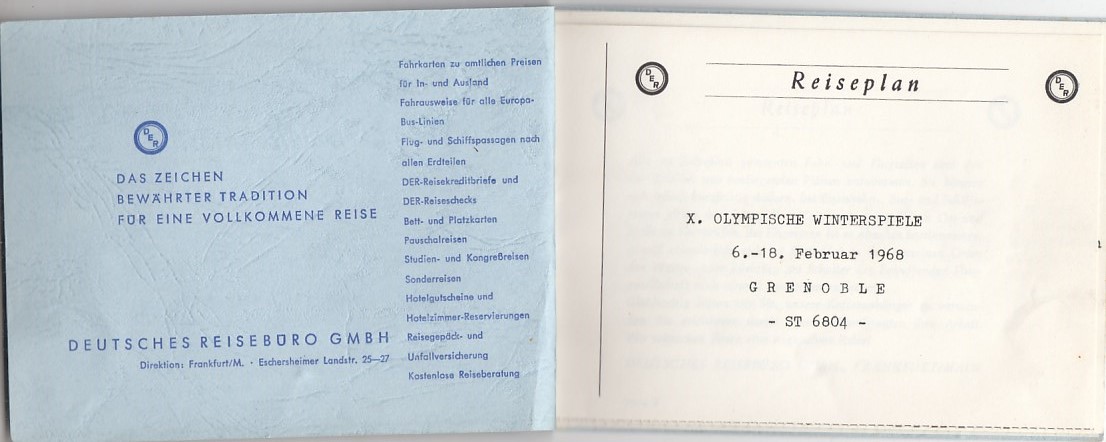 DER
DAS ZEICHEN
BEWÄHRTER TRADITION
FÜR EINE VOLLKOMMENE REISE
DEUTSCHES REISEBÜRO GMBH
Direktion: Frankfurt/M. · Eschersheimer Landstr. 25—27
Fahrkarten zu amtlichen Preisen
für In- und Ausland
Fahrausweise für alle Europa-
Bus-Linien
Flug- und Schiffspassagen nach
allen Erdteilen
DER-Reisekreditbriefe und
DER-Reiseschecks
Bett- und Platzkarten
Pauschalreisen
Studien- und Kongreßreisen
Sonderreisen
Hotelgutscheine und
Hotelzimmer-Reservierungen
Reisegepäck- und
Unfallversicherung
Kostenlose Reiseberatung
DER
Reiseplan
DER
X. OLYMPISCHE WINTERSPIELE
6.-18. Februar 1968
G R E N O B L E
- ST 6804 -